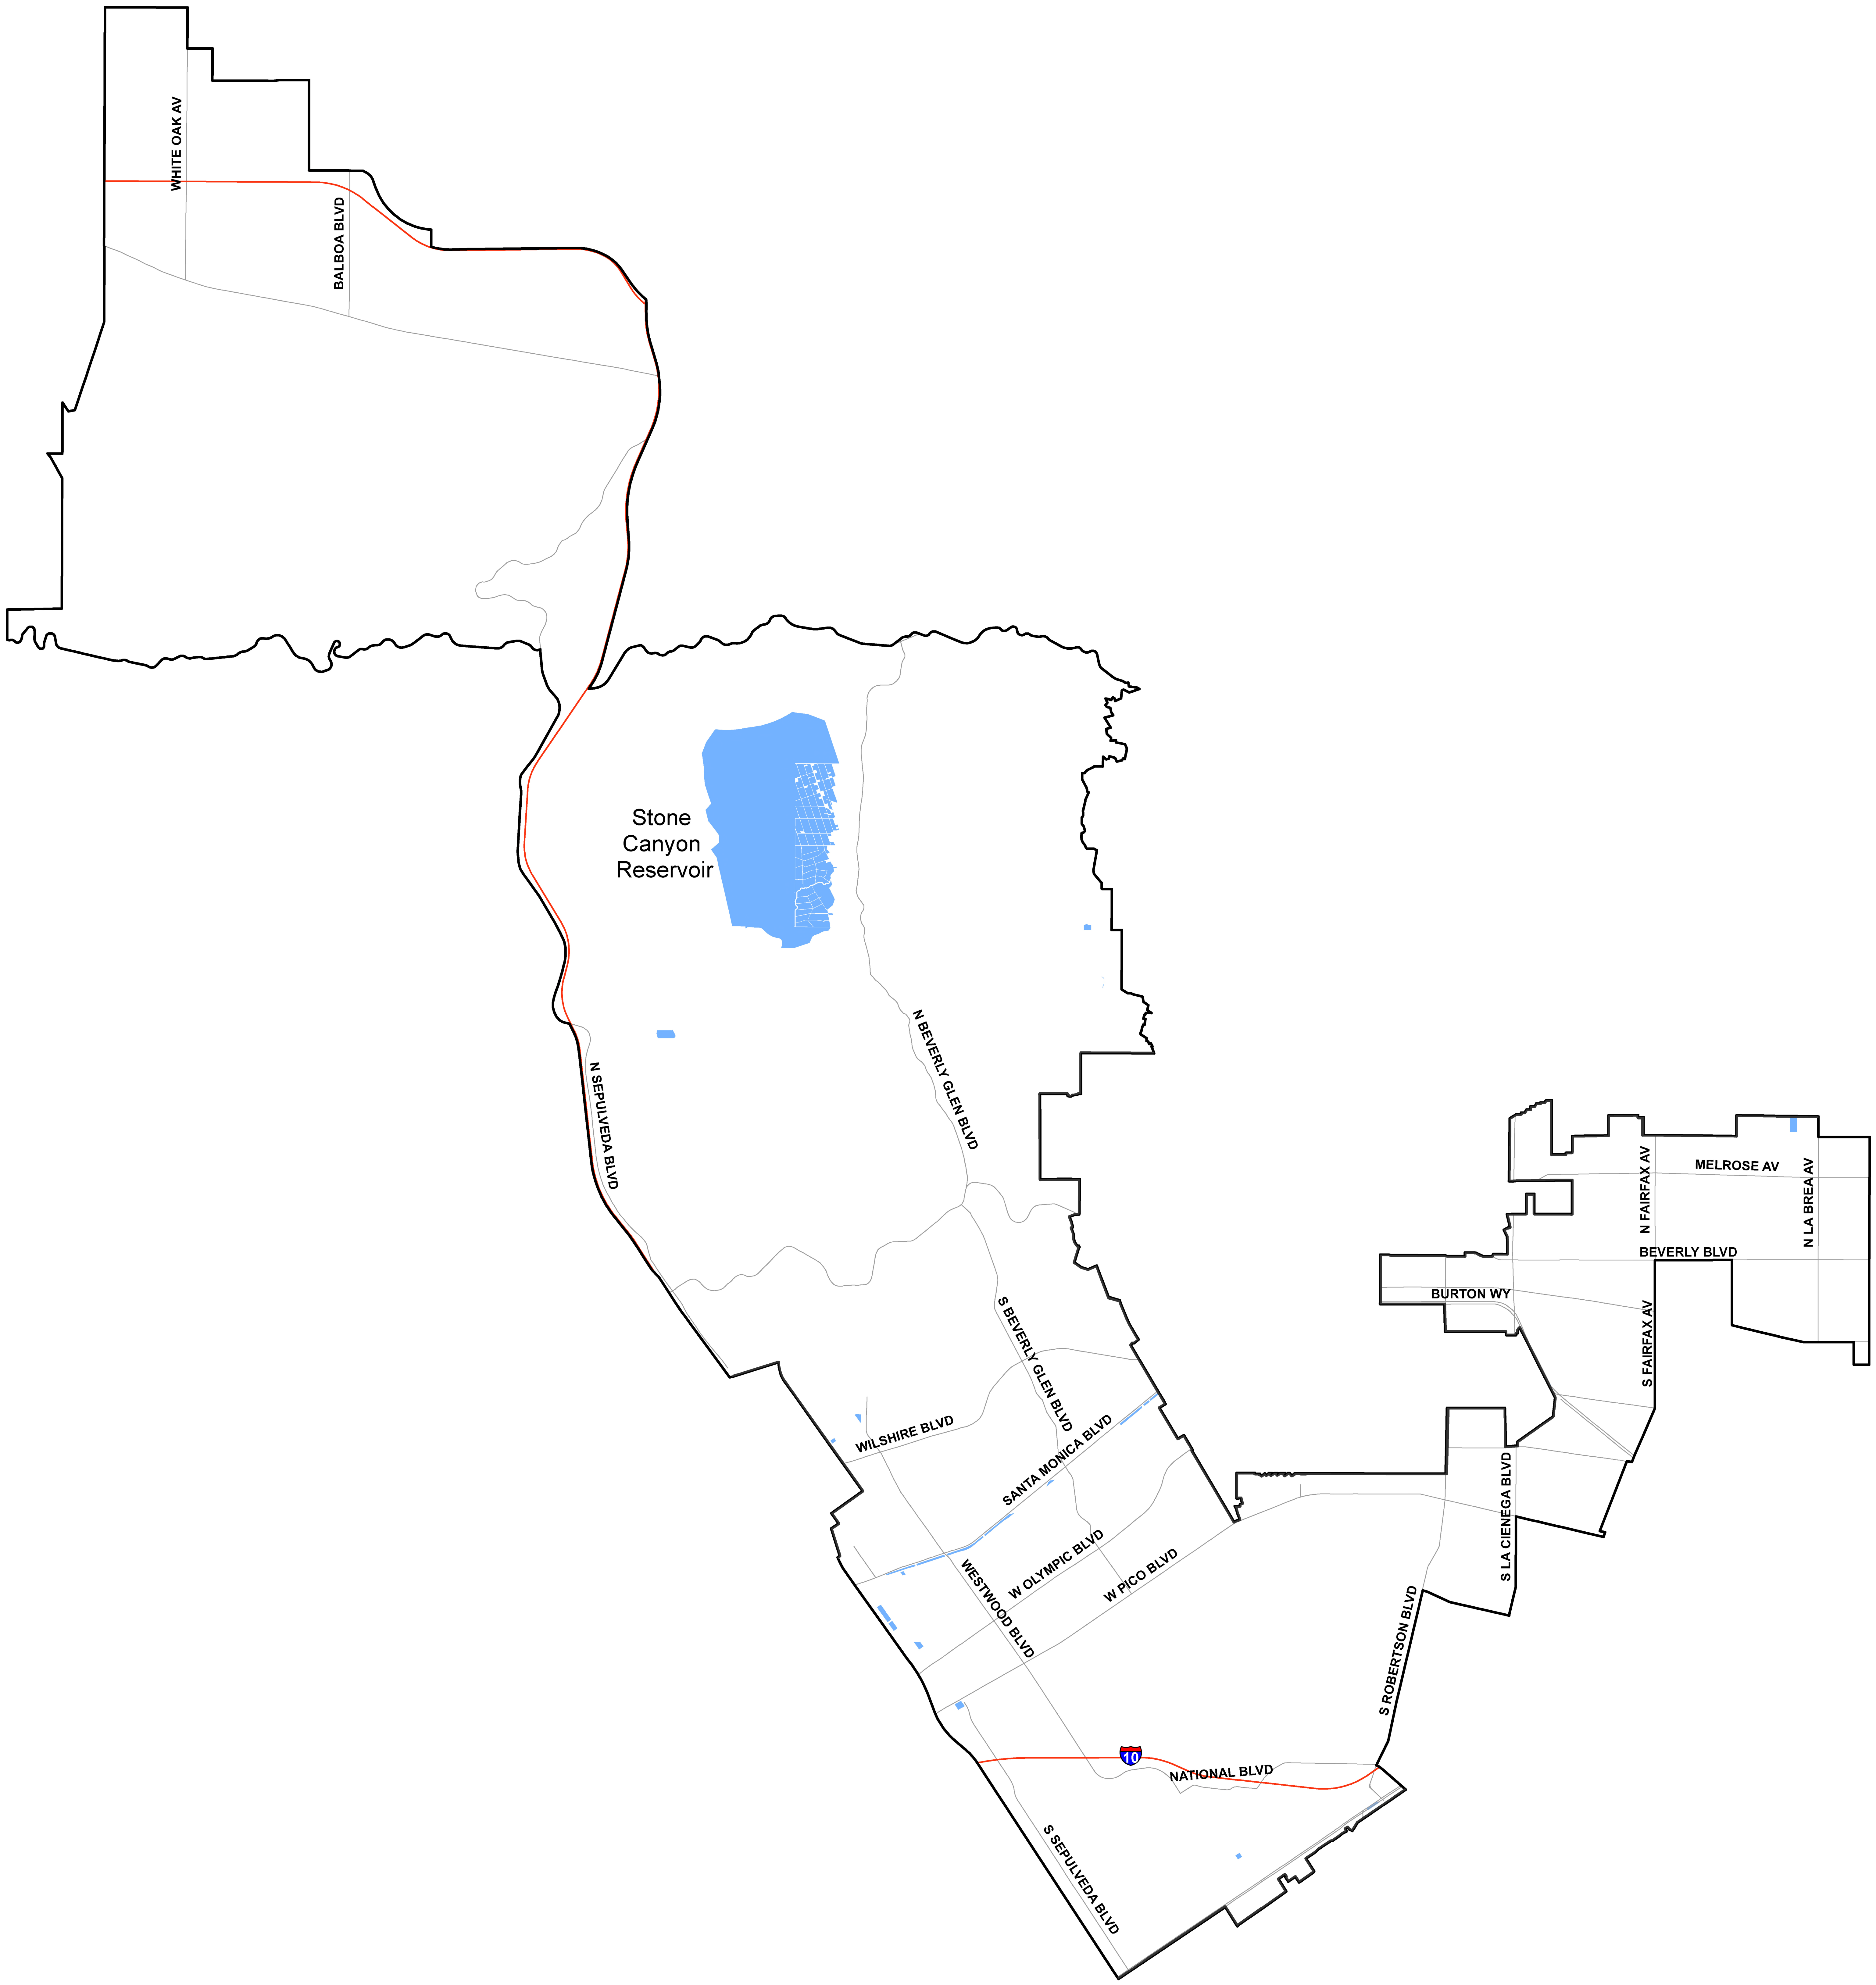 WHITE OAK AV
BALBOA BLVD
Stone
Canyon
Reservoir
N BEVERLY GLEN BLVD
N SEPULVEDA BLVD
MELROSE AV
N FAIRFAX AV
N LA BREA AV
BEVERLY BLVD
BURTON WY
S FAIRFAX AV
S BEVERLY GLEN BLVD
WILSHIRE BLVD
SANTA MONICA BLVD
S LA CIENEGA BLVD
W OLYMPIC BLVD
W PICO BLVD
WESTWOOD BLVD
S ROBERTSON BLVD
10
NATIONAL BLVD
S SEPULVEDA BLVD